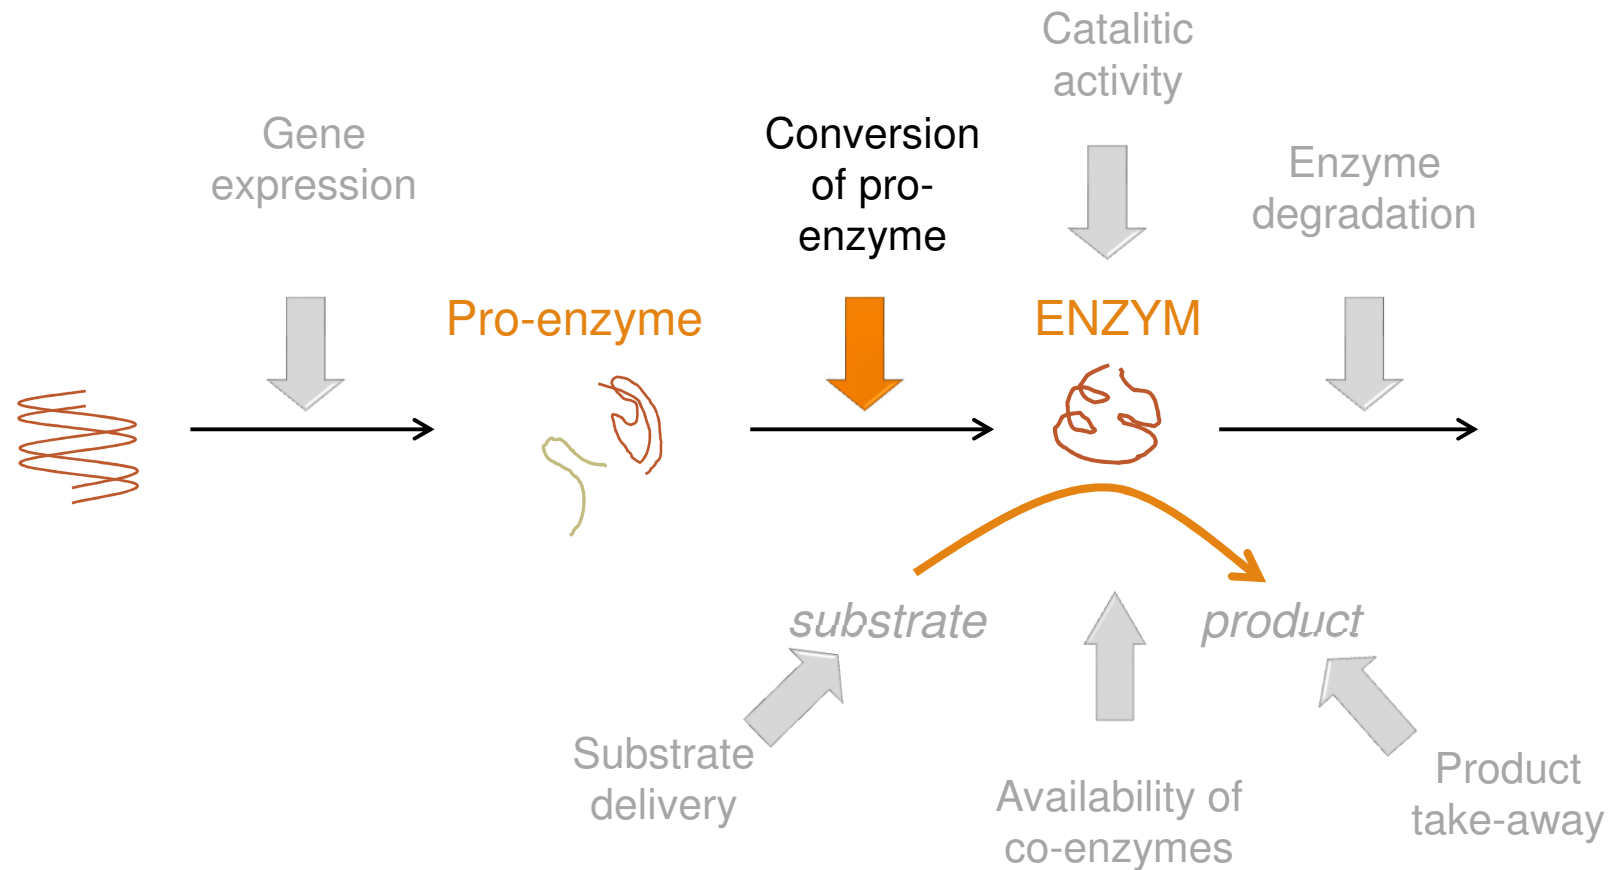 Catalitic
activity
Gene
expression
Conversion
of pro-
enzyme
Enzyme
degradation
Pro-enzyme
ENZYM
substrate
product
Substrate
delivery
Availability of
co-enzymes
Product
take-away